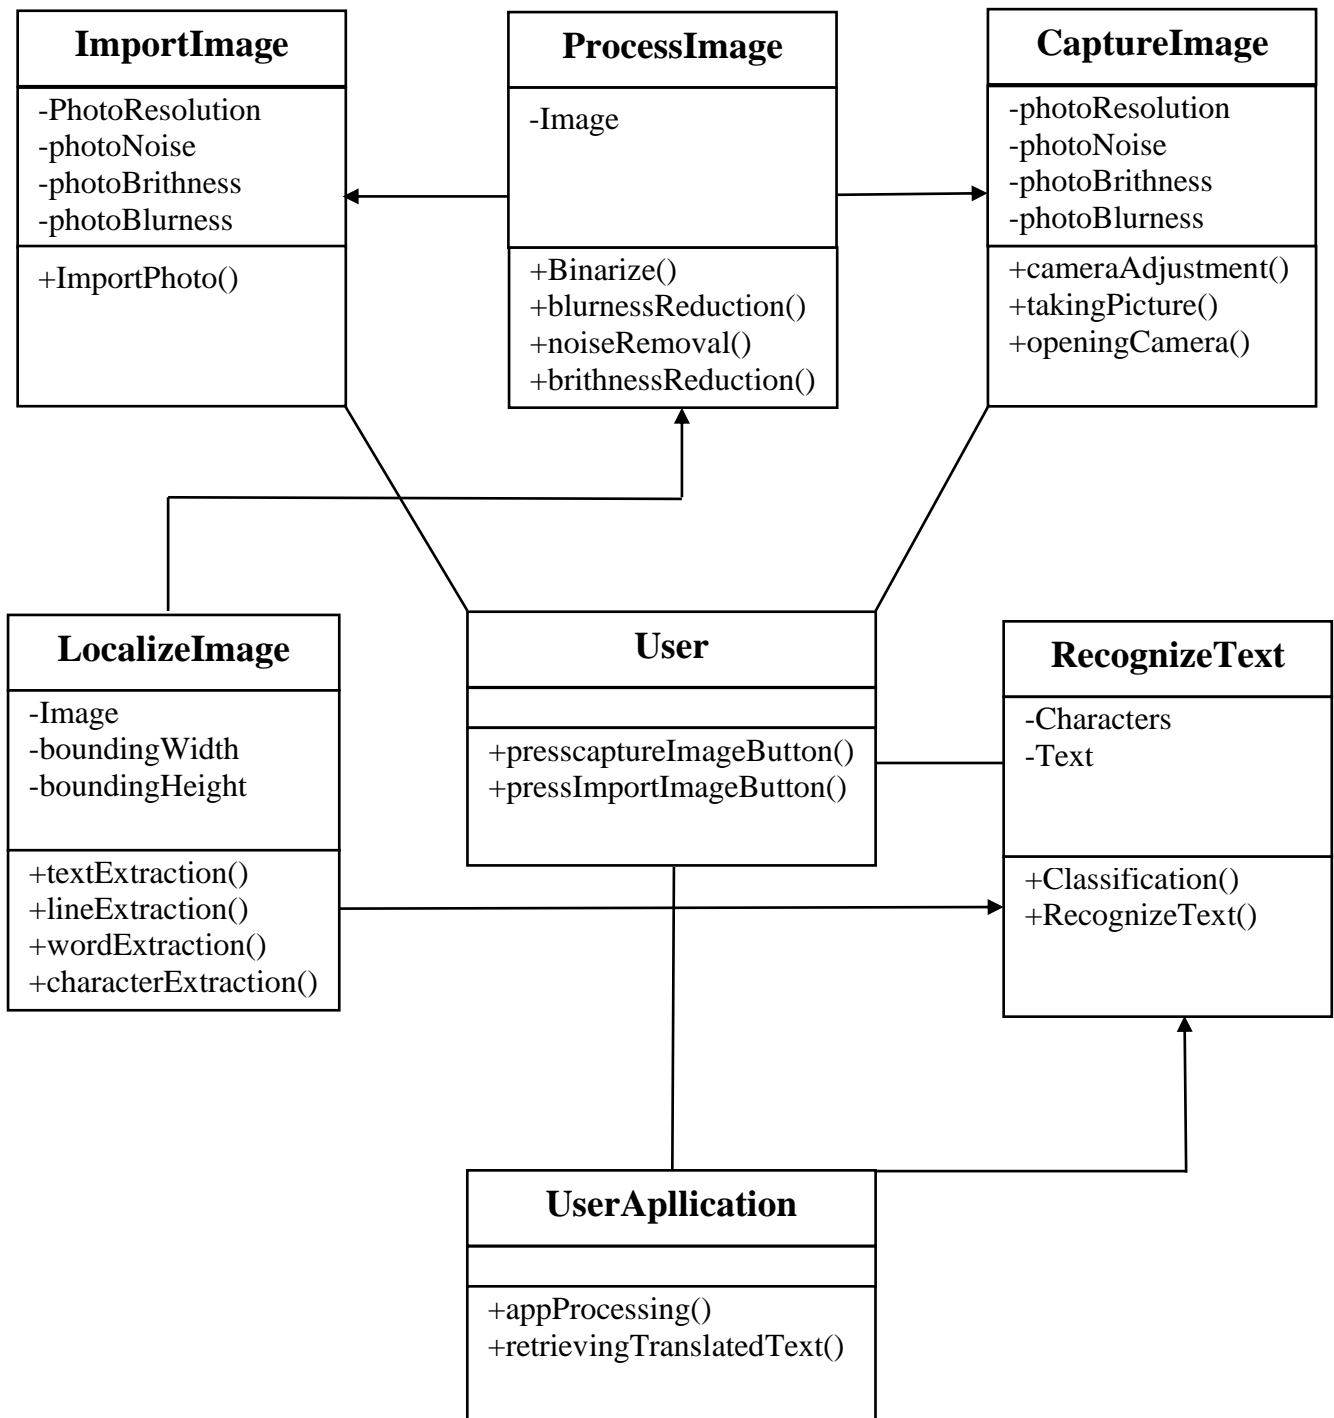 ImportImage
-PhotoResolution
-photoNoise
-photoBrithness
-photoBlurness
+ImportPhoto()
ProcessImage
-Image
+Binarize()
+blurnessReduction()
+noiseRemoval()
+brithnessReduction()
CaptureImage
-photoResolution
-photoNoise
-photoBrithness
-photoBlurness
+cameraAdjustment()
+takingPicture()
+openingCamera()
LocalizeImage
-Image
-boundingWidth
-boundingHeight
+textExtraction()
+lineExtraction()
+wordExtraction()
+characterExtraction()
User
+presscaptureImageButton()
+pressImportImageButton()
RecognizeText
-Characters
-Text
+Classification()
+RecognizeText()
UserApllication
+appProcessing()
+retrievingTranslatedText()